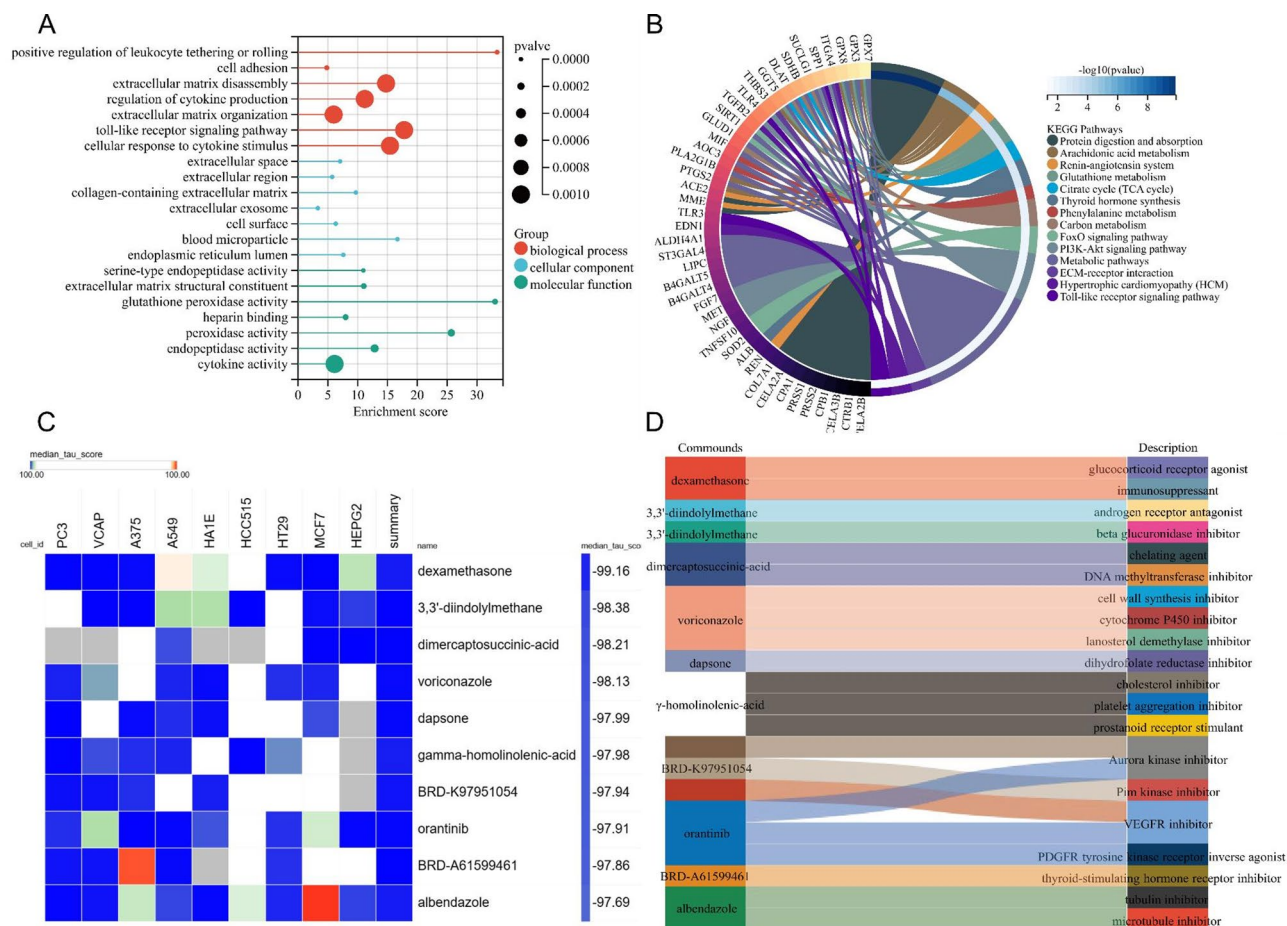 A
positive regulation of leukocyte tethering or rolling
cell adhesion
extracellular matrix disassembly
regulation of cytokine production
extracellular matrix organization
toll-like receptor signaling pathway
cellular response to cytokine stimulus
extracellular space
extracellular region
collagen-containing extracellular matrix
extracellular exosome
cell surface
blood microparticle
endoplasmic reticulum lumen
serine-type endopeptidase activity
extracellular matrix structural constituent
glutathione peroxidase activity
heparin binding
peroxidase activity
endopeptidase activity
cytokine activity
0 5 10 15 20 25 30
Enrichment score
pvalve
0.0000
0.0002
0.0004
0.0006
0.0008
0.0010
Group
biological process
cellular component
molecular function
B
GPX7
GPX3
GPX8
ITGA4
SPP1
SUCLG1
SDHB
DLAT
GGT5
THBS3
TLR4
TGFB2
SIRT1
GLUD1
MIF
AOC3
PLA2G1B
PTGS2
ACE2
MME
TLR3
EDN1
ALDH4A1
ST3GAL4
LIPC
B4GALT5
B4GALT4
FGF7
MET
NGF
TNFSF10
SOD2
ALB
REN
COL7A1
CELA2A
CPA1
PRSS1
PRSS2
CPB1
CELA3B
CTRB1
CELA2B
-log10(pvalue)
2 4 6 8
KEGG Pathways
Protein digestion and absorption
Arachidonic acid metabolism
Renin-angiotensin system
Glutathione metabolism
Citrate cycle (TCA cycle)
Thyroid hormone synthesis
Phenylalanine metabolism
Carbon metabolism
FoxO signaling pathway
PI3K-Akt signaling pathway
Metabolic pathways
ECM-receptor interaction
Hypertrophic cardiomyopathy (HCM)
Toll-like receptor signaling pathway
C
median_tau_score
100.00 100.00
cell_id PC3 VCAP A375 A549 HA1E HCC515 HT29 MCF7 HEPG2 summary name median_tau_sco
dexamethasone -99.16
3,3'-diindolylmethane -98.38
dimercaptosuccinic-acid -98.21
voriconazole -98.13
dapsone -97.99
gamma-homolinolenic-acid -97.98
BRD-K97951054 -97.94
orantinib -97.91
BRD-A61599461 -97.86
albendazole -97.69
D
Commounds Description
dexamethasone
3,3'-diindolylmethane
3,3'-diindolylmethane
dimercaptosuccinic-acid
voriconazole
dapsone
γ-homolinolenic-acid
BRD-K97951054
orantinib
BRD-A61599461
albendazole
glucocorticoid receptor agonist
immunosuppressant
androgen receptor antagonist
beta glucuronidase inhibitor
chelating agent
DNA methyltransferase inhibitor
cell wall synthesis inhibitor
cytochrome P450 inhibitor
lanosterol demethylase inhibitor
dihydrofolate reductase inhibitor
cholesterol inhibitor
platelet aggregation inhibitor
prostanoid receptor stimulant
Aurora kinase inhibitor
Pim kinase inhibitor
VEGFR inhibitor
PDGFR tyrosine kinase receptor inverse agonist
thyroid-stimulating hormone receptor inhibitor
tubulin inhibitor
microtubule inhibitor